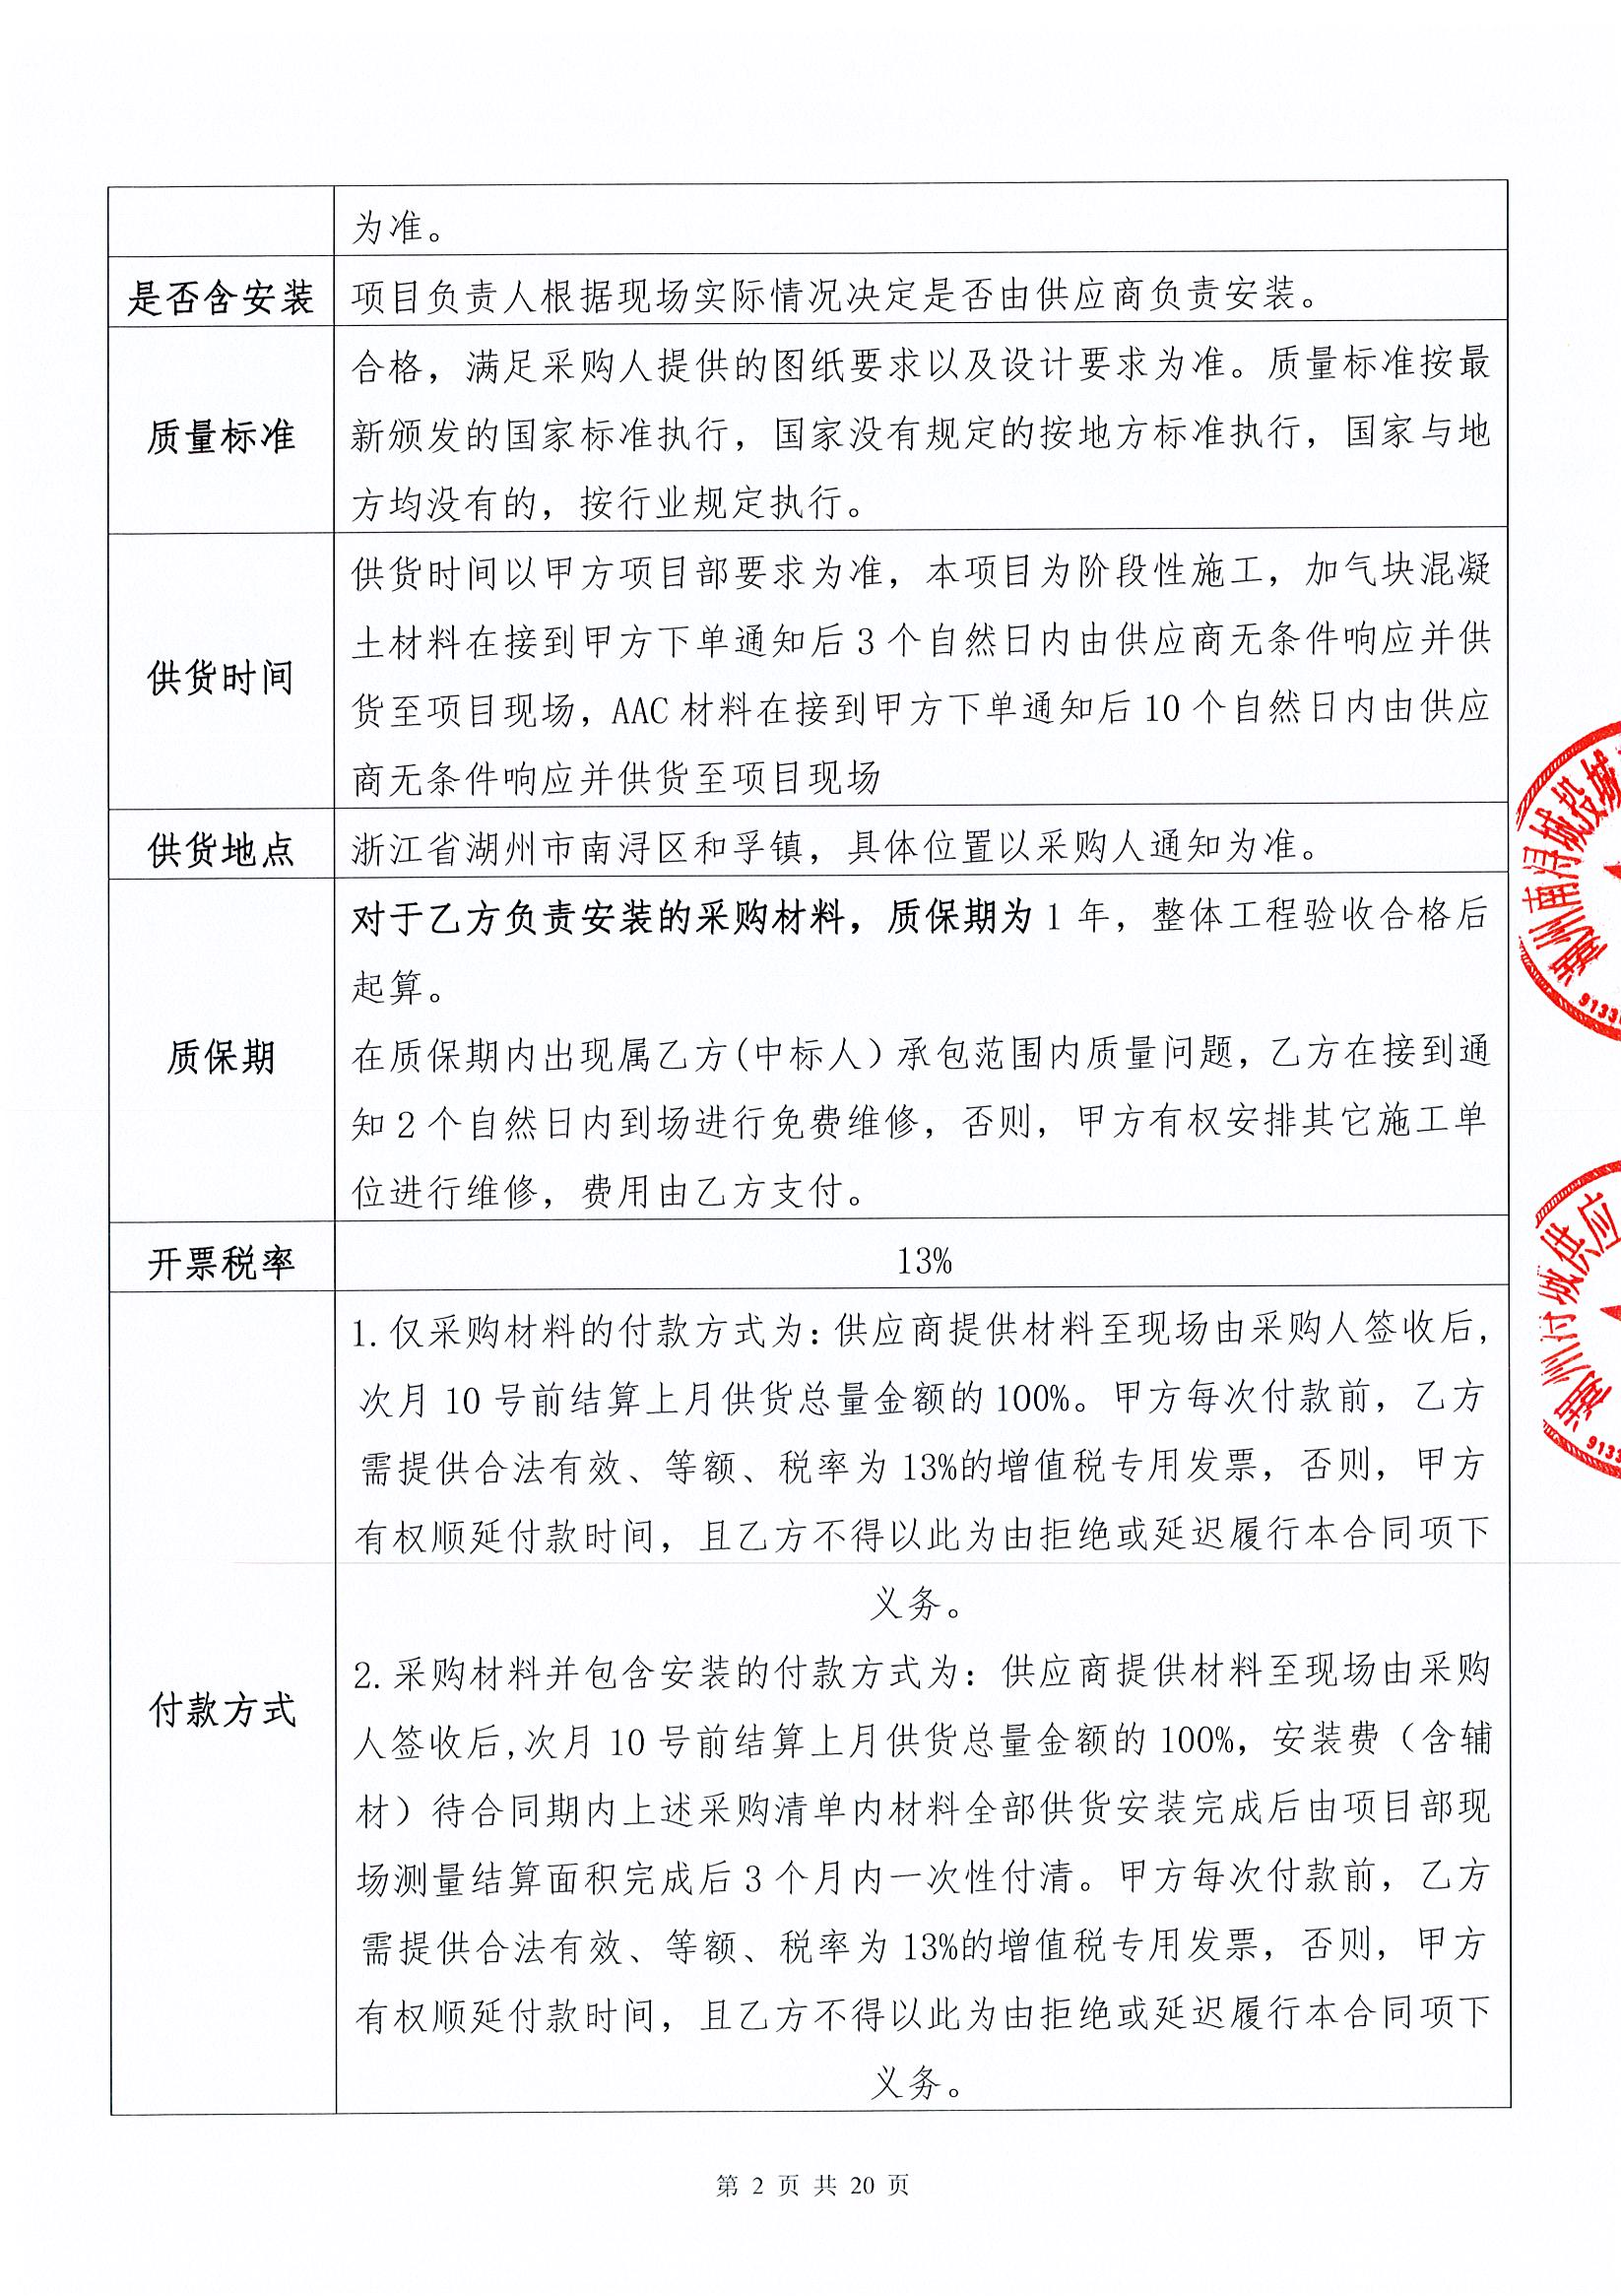 为准。
是否含安装
项目负责人根据现场实际情况决定是否由供应商负责安装。
质量标准
合格，满足采购人提供的图纸要求以及设计要求为准。质量标准按最
新颁发的国家标准执行，国家没有规定的按地方标准执行，国家与地
方均没有的，按行业规定执行。
供货时间
供货时间以甲方项目部要求为准，本项目为阶段性施工，加气块混凝
土材料在接到甲方下单通知后 3 个自然日内由供应商无条件响应并供
货至项目现场，AAC 材料在接到甲方下单通知后 10 个自然日内由供应
商无条件响应并供货至项目现场
供货地点
浙江省湖州市南浔区和孚镇，具体位置以采购人通知为准。
质保期
对于乙方负责安装的采购材料，质保期为 1 年，整体工程验收合格后
起算。
在质保期内出现属乙方(中标人）承包范围内质量问题，乙方在接到通
知 2 个自然日内到场进行免费维修，否则，甲方有权安排其它施工单
位进行维修，费用由乙方支付。
开票税率
13%
付款方式
1.仅采购材料的付款方式为：供应商提供材料至现场由采购人签收后，
次月 10 号前结算上月供货总量金额的 100%。甲方每次付款前，乙方
需提供合法有效、等额、税率为 13%的增值税专用发票，否则，甲方
有权顺延付款时间，且乙方不得以此为由拒绝或延迟履行本合同项下
义务。
2.采购材料并包含安装的付款方式为：供应商提供材料至现场由采购
人签收后,次月 10 号前结算上月供货总量金额的 100%，安装费（含辅
材）待合同期内上述采购清单内材料全部供货安装完成后由项目部现
场测量结算面积完成后 3 个月内一次性付清。甲方每次付款前，乙方
需提供合法有效、等额、税率为 13%的增值税专用发票，否则，甲方
有权顺延付款时间，且乙方不得以此为由拒绝或延迟履行本合同项下
义务。
湖州南浔城投城
9133
湖州付城供应
9133
第 2 页 共 20 页